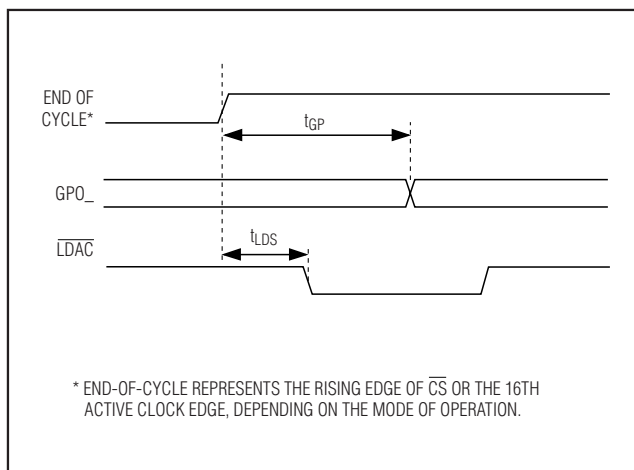 END OF
CYCLE*
tGP
GPO_
tLDS
LDAC
* END-OF-CYCLE REPRESENTS THE RISING EDGE OF CS OR THE 16TH
ACTIVE CLOCK EDGE, DEPENDING ON THE MODE OF OPERATION.